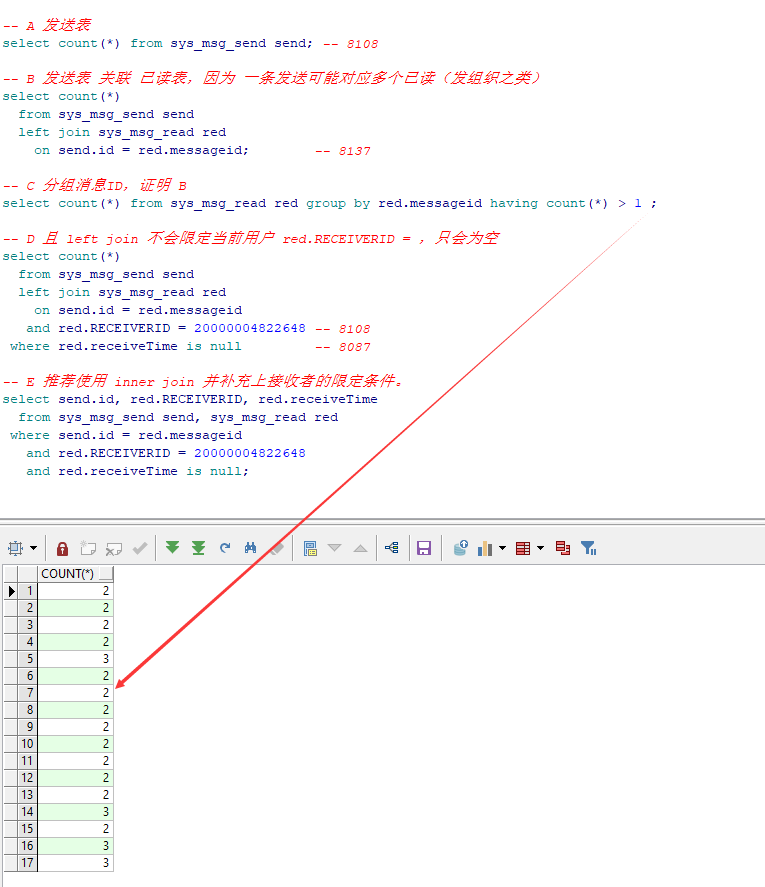 -- A 发送表
select count(*) from sys_msg_send send; -- 8108
-- B 发送表 关联 已读表，因为 一条发送可能对应多个已读（发组织之类）
select count(*)
from sys_msg_send send
left join sys_msg_read red
on send.id = red.messageid; -- 8137
-- C 分组消息ID，证明 B
select count(*) from sys_msg_read red group by red.messageid having count(*) > 1 ;
-- D 且 left join 不会限定当前用户 red.RECEIVERID = ，只会为空
select count(*)
from sys_msg_send send
left join sys_msg_read red
on send.id = red.messageid
and red.RECEIVERID = 20000004822648 -- 8108
where red.receiveTime is null -- 8087
-- E 推荐使用 inner join 并补充上接收者的限定条件。
select send.id, red.RECEIVERID, red.receiveTime
from sys_msg_send send, sys_msg_read red
where send.id = red.messageid
and red.RECEIVERID = 20000004822648
and red.receiveTime is null;
COUNT(*)
1 2
2 2
3 2
4 2
5 3
6 2
7 2
8 2
9 2
10 2
11 2
12 2
13 2
14 3
15 2
16 3
17 3